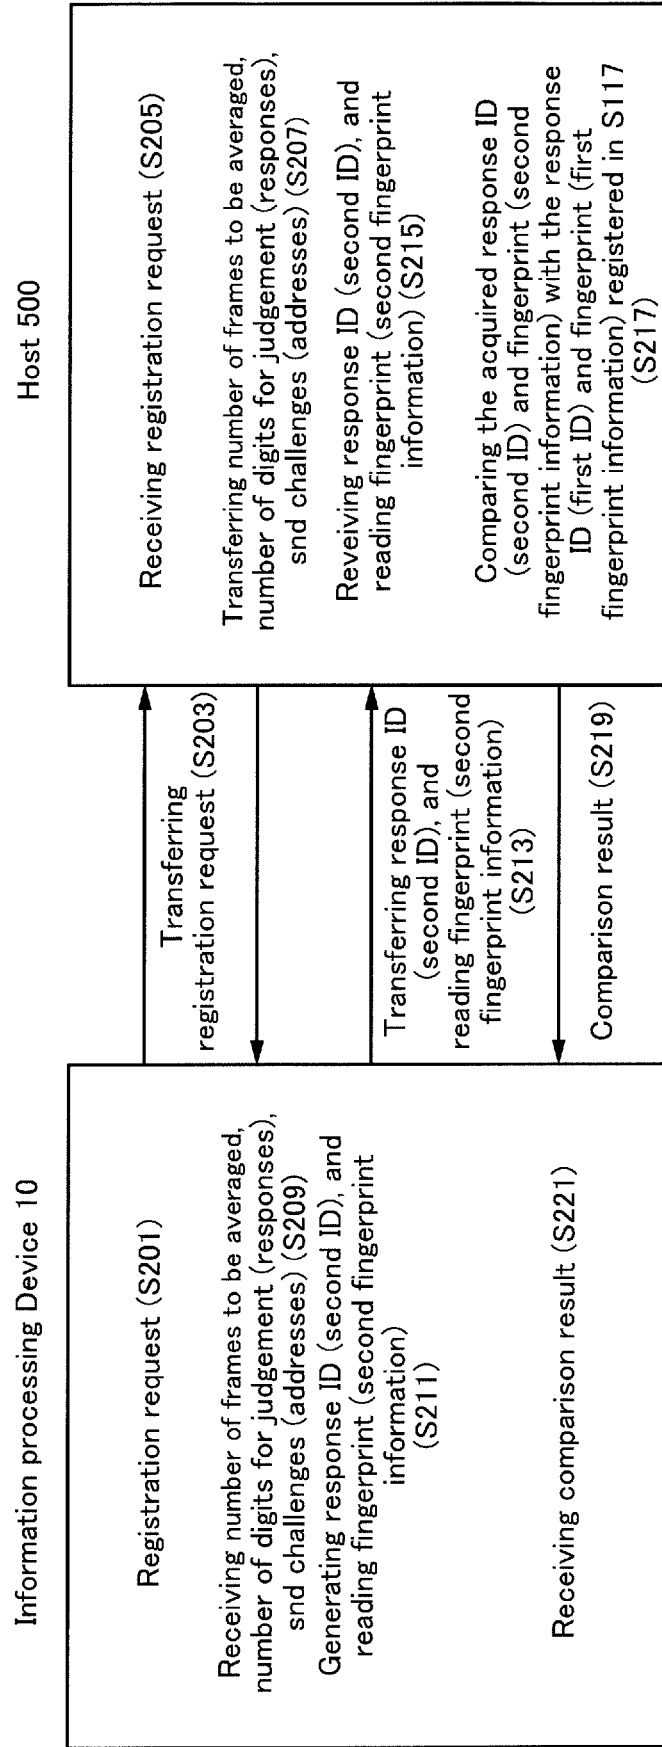 Information processing Device 10
Registration request (S201)
Receiving number of frames to be averaged,
number of digits for judgement (responses),
snd challenges (addresses) (S209)
Generating response ID (second ID), and
reading fingerprint (second fingerprint
information)
(S211)
Receiving comparison result (S221)
Transferring
registration request (S203)
Transferring response ID
(second ID), and
reading fingerprint (second
fingerprint information)
(S213)
Comparison result (S219)
Host 500
Receiving registration request (S205)
Transferring number of frames to be averaged,
number of digits for judgement (responses),
snd challenges (addresses) (S207)
Reveiving response ID (second ID), and
reading fingerprint (second fingerprint
information) (S215)
Comparing the acquired response ID
(second ID) and fingerprint (second
fingerprint information) with the response
ID (first ID) and fingerprint (first
fingerprint information) registered in S117
(S217)